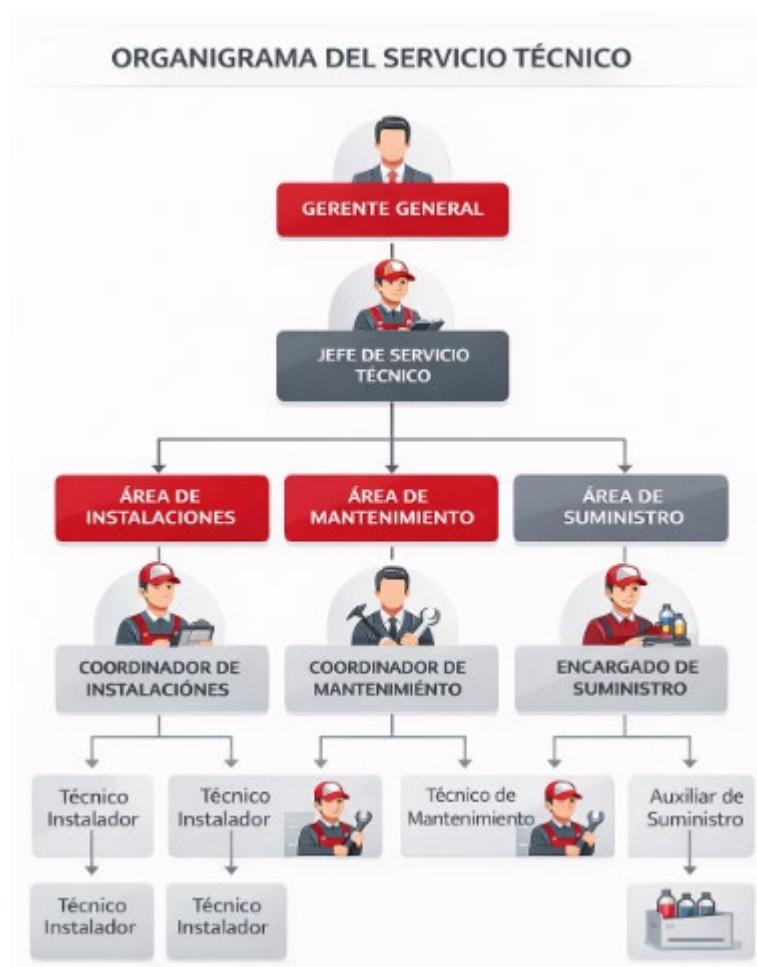 ORGANIGRAMA DEL SERVICIO TÉCNICO
GERENTE GENERAL
JEFE DE SERVICIO
TÉCNICO
ÁREA DE
INSTALACIONES
ÁREA DE
MANTENIMIENTO
ÁREA DE
SUMINISTRO
COORDINADOR DE
INSTALACIÓNES
COORDINADOR DE
MANTENIMIÉNTO
ENCARGADO DE
SUMINISTRO
Técnico
Instalador
Técnico
Instalador
Técnico de
Mantenimiento
Auxiliar de
Suministro
Técnico
Instalador
Técnico
Instalador